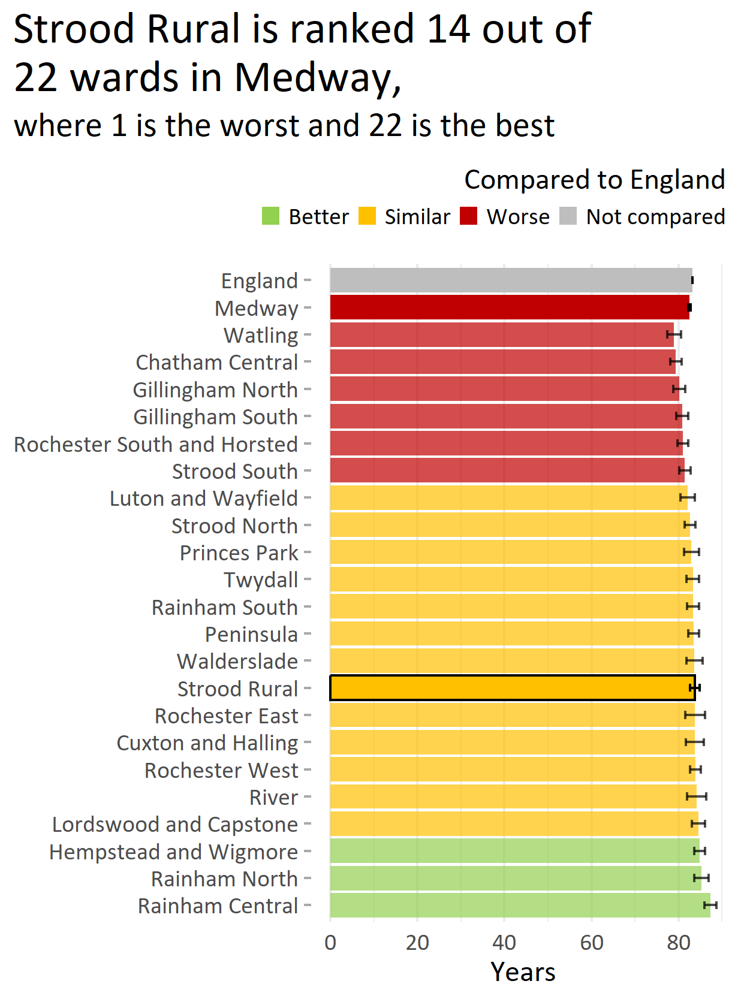 Strood Rural is ranked 14 out of
22 wards in Medway,
where 1 is the worst and 22 is the best
Compared to England
Better Similar Worse Not compared
England
Medway
Watling
Chatham Central
Gillingham North
Gillingham South
Rochester South and Horsted
Strood South
Luton and Wayfield
Strood North
Princes Park
Twydall
Rainham South
Peninsula
Walderslade
Strood Rural
Rochester East
Cuxton and Halling
Rochester West
River
Lordswood and Capstone
Hempstead and Wigmore
Rainham North
Rainham Central
0 20 40 60 80
Years